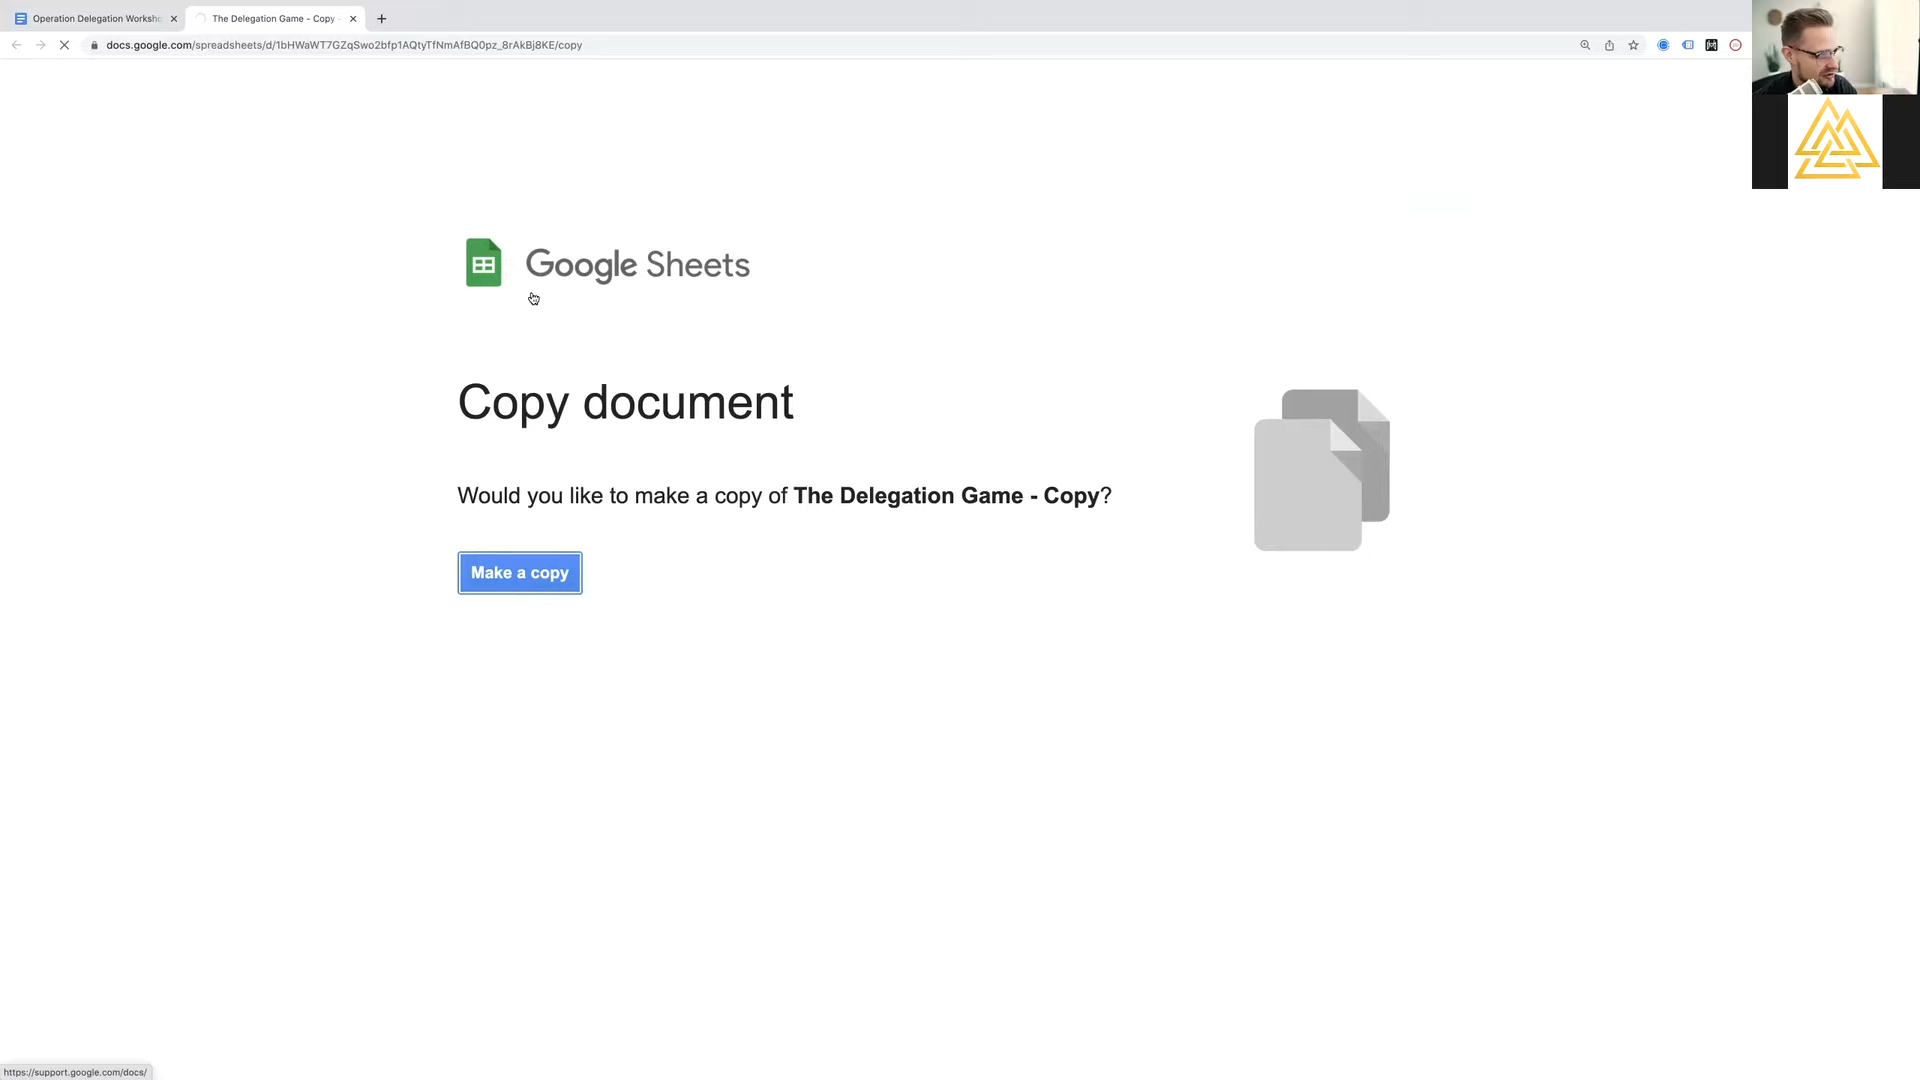 Operation Delegation Worksho
The Delegation Game - Copy -
docs.google.com/spreadsheets/d/1bHWaWT7GZqSwo2bfp1AQtyTfNmAfBQ0pz_8rAkBj8KE/copy
Google Sheets
Copy document
Would you like to make a copy of The Delegation Game - Copy?
Make a copy
https://support.google.com/docs/